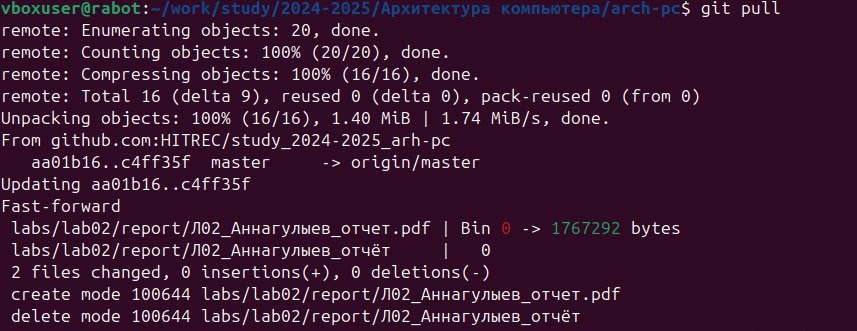 vboxuser@rabot:~/work/study/2024-2025/Архитектура компьютера/arch-pc$ git pull
remote: Enumerating objects: 20, done.
remote: Counting objects: 100% (20/20), done.
remote: Compressing objects: 100% (16/16), done.
remote: Total 16 (delta 9), reused 0 (delta 0), pack-reused 0 (from 0)
Unpacking objects: 100% (16/16), 1.40 MiB | 1.74 MiB/s, done.
From github.com:HITREC/study_2024-2025_arh-pc
   aa01b16..c4ff35f  master     -> origin/master
Updating aa01b16..c4ff35f
Fast-forward
 labs/lab02/report/Л02_Аннагулыев_отчет.pdf | Bin 0 -> 1767292 bytes
 labs/lab02/report/Л02_Аннагулыев_отчёт     |   0
 2 files changed, 0 insertions(+), 0 deletions(-)
 create mode 100644 labs/lab02/report/Л02_Аннагулыев_отчет.pdf
 delete mode 100644 labs/lab02/report/Л02_Аннагулыев_отчёт